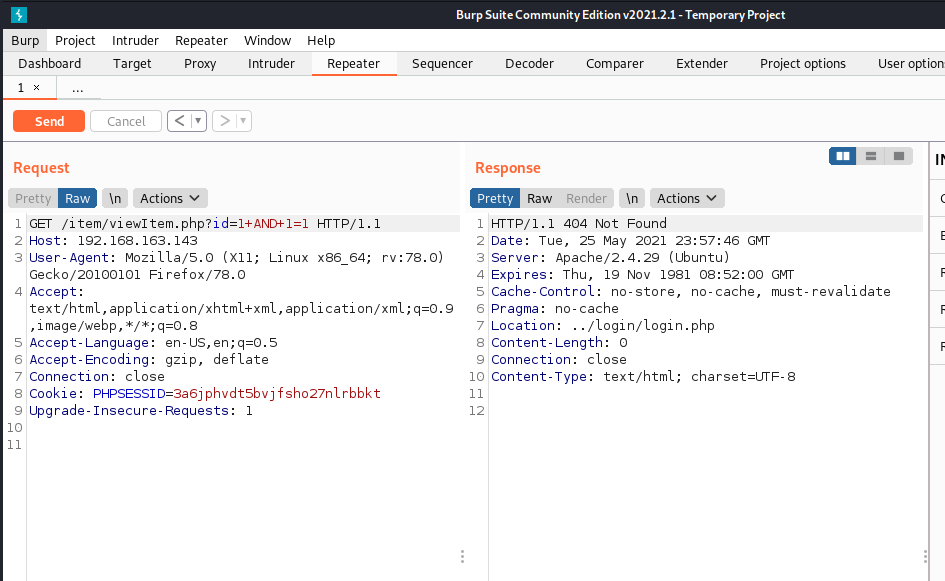 Burp Suite Community Edition v2021.2.1 - Temporary Project
Burp Project Intruder Repeater Window Help
Dashboard Target Proxy Intruder Repeater Sequencer Decoder Comparer Extender Project options User option
1 × ...
Send Cancel < ▼ > ▼
Request
Pretty Raw \n Actions
1 GET /item/viewItem.php?id=1+AND+1=1 HTTP/1.1
2 Host: 192.168.163.143
3 User-Agent: Mozilla/5.0 (X11; Linux x86_64; rv:78.0)
Gecko/20100101 Firefox/78.0
4 Accept:
text/html,application/xhtml+xml,application/xml;q=0.9
,image/webp,*/*;q=0.8
5 Accept-Language: en-US,en;q=0.5
6 Accept-Encoding: gzip, deflate
7 Connection: close
8 Cookie: PHPSESSID=3a6jphvdt5bvjfsho27nlrbbkt
9 Upgrade-Insecure-Requests: 1
10
11
Response
Pretty Raw Render \n Actions
1 HTTP/1.1 404 Not Found
2 Date: Tue, 25 May 2021 23:57:46 GMT
3 Server: Apache/2.4.29 (Ubuntu)
4 Expires: Thu, 19 Nov 1981 08:52:00 GMT
5 Cache-Control: no-store, no-cache, must-revalidate
6 Pragma: no-cache
7 Location: ../login/login.php
8 Content-Length: 0
9 Connection: close
10 Content-Type: text/html; charset=UTF-8
11
12